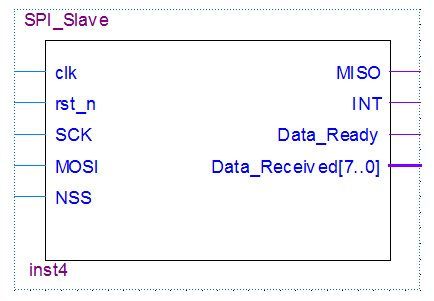 SPI_Slave
clk MISO
rst_n INT
SCK Data_Ready
MOSI Data_Received[7..0]
NSS
inst4